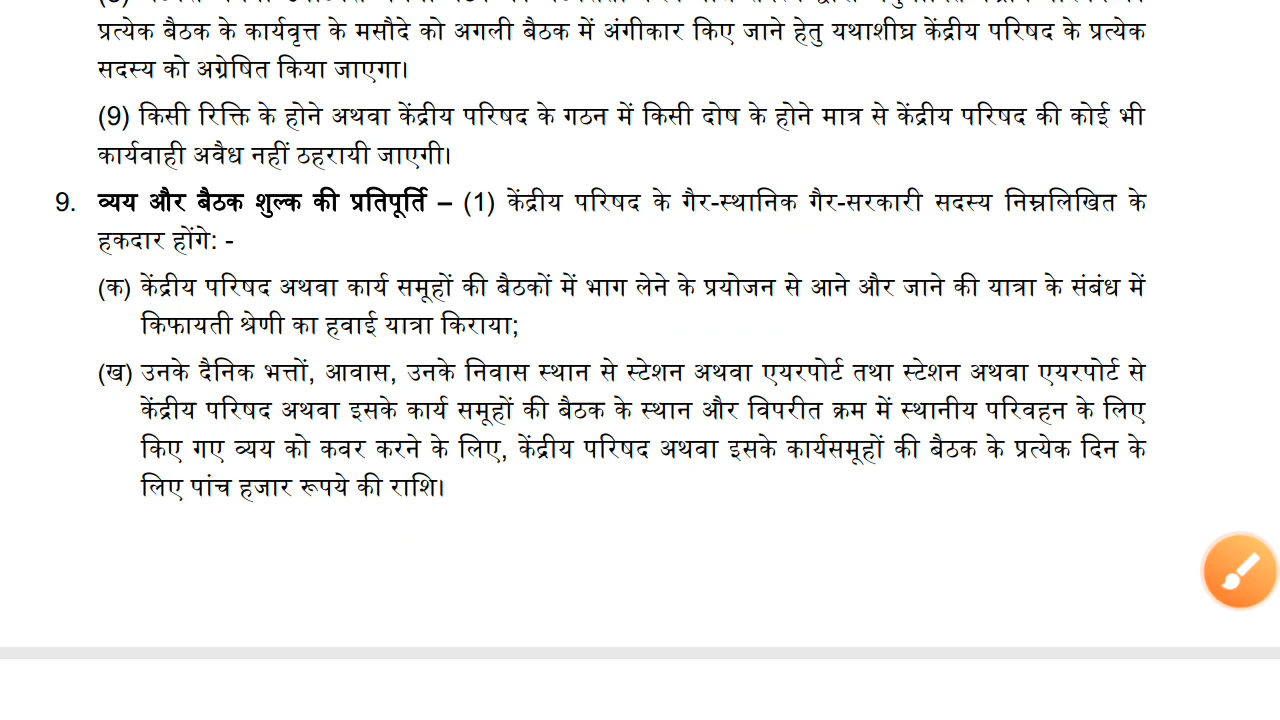 प्रत्येक बैठक के कार्यवृत्त के मसौदे को अगली बैठक में अंगीकार किए जाने हेतु यथाशीघ्र केंद्रीय परिषद के प्रत्येक
सदस्य को अग्रेषित किया जाएगा।
(9) किसी रिक्ति के होने अथवा केंद्रीय परिषद के गठन में किसी दोष के होने मात्र से केंद्रीय परिषद की कोई भी
कार्यवाही अवैध नहीं ठहरायी जाएगी।
9. व्यय और बैठक शुल्क की प्रतिपूर्ति – (1) केंद्रीय परिषद के गैर-स्थानिक गैर-सरकारी सदस्य निम्नलिखित के
हकदार होंगे: -
(क) केंद्रीय परिषद अथवा कार्य समूहों की बैठकों में भाग लेने के प्रयोजन से आने और जाने की यात्रा के संबंध में
किफायती श्रेणी का हवाई यात्रा किराया;
(ख) उनके दैनिक भत्तों, आवास, उनके निवास स्थान से स्टेशन अथवा एयरपोर्ट तथा स्टेशन अथवा एयरपोर्ट से
केंद्रीय परिषद अथवा इसके कार्य समूहों की बैठक के स्थान और विपरीत क्रम में स्थानीय परिवहन के लिए
किए गए व्यय को कवर करने के लिए, केंद्रीय परिषद अथवा इसके कार्यसमूहों की बैठक के प्रत्येक दिन के
लिए पांच हजार रूपये की राशि।